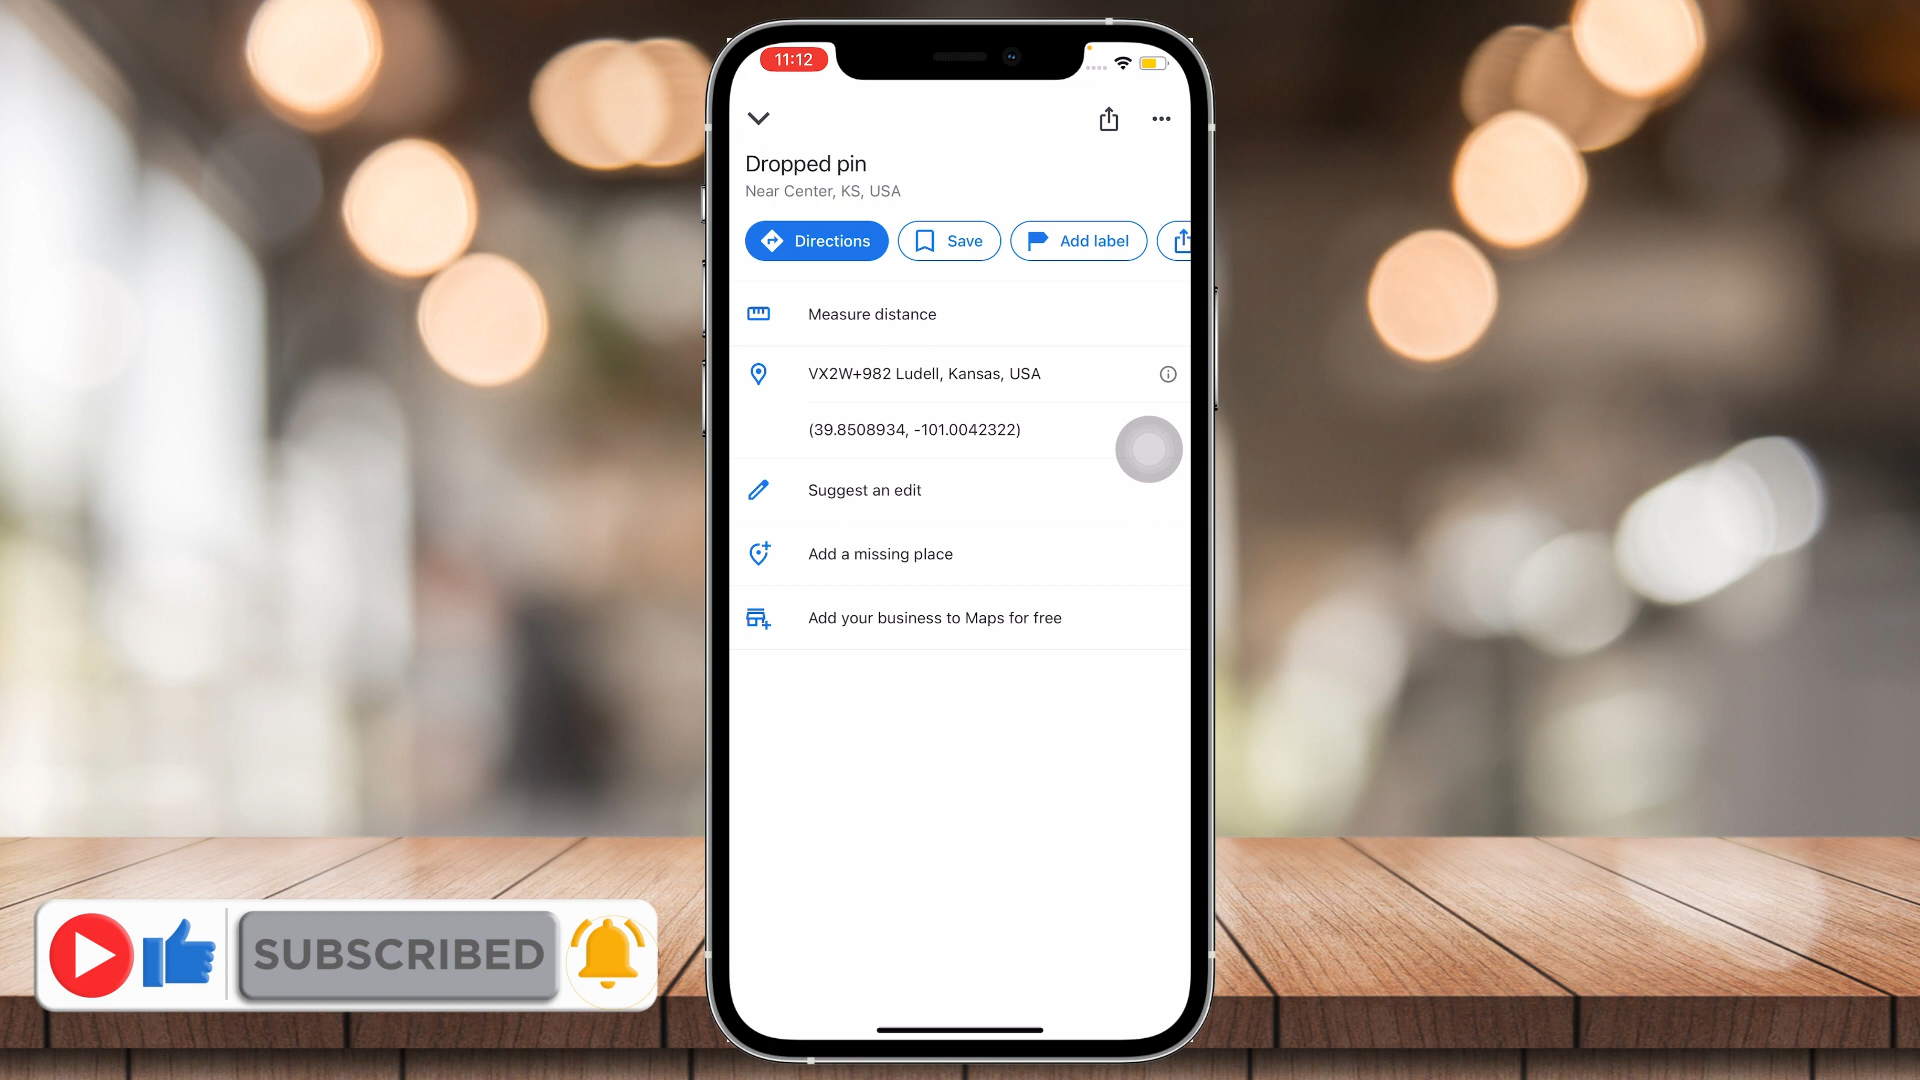 11:12
Dropped pin
Near Center, KS, USA
Directions
Save
Add label
Measure distance
VX2W+982 Ludell, Kansas, USA
(39.8508934, -101.0042322)
Suggest an edit
Add a missing place
Add your business to Maps for free
SUBSCRIBED